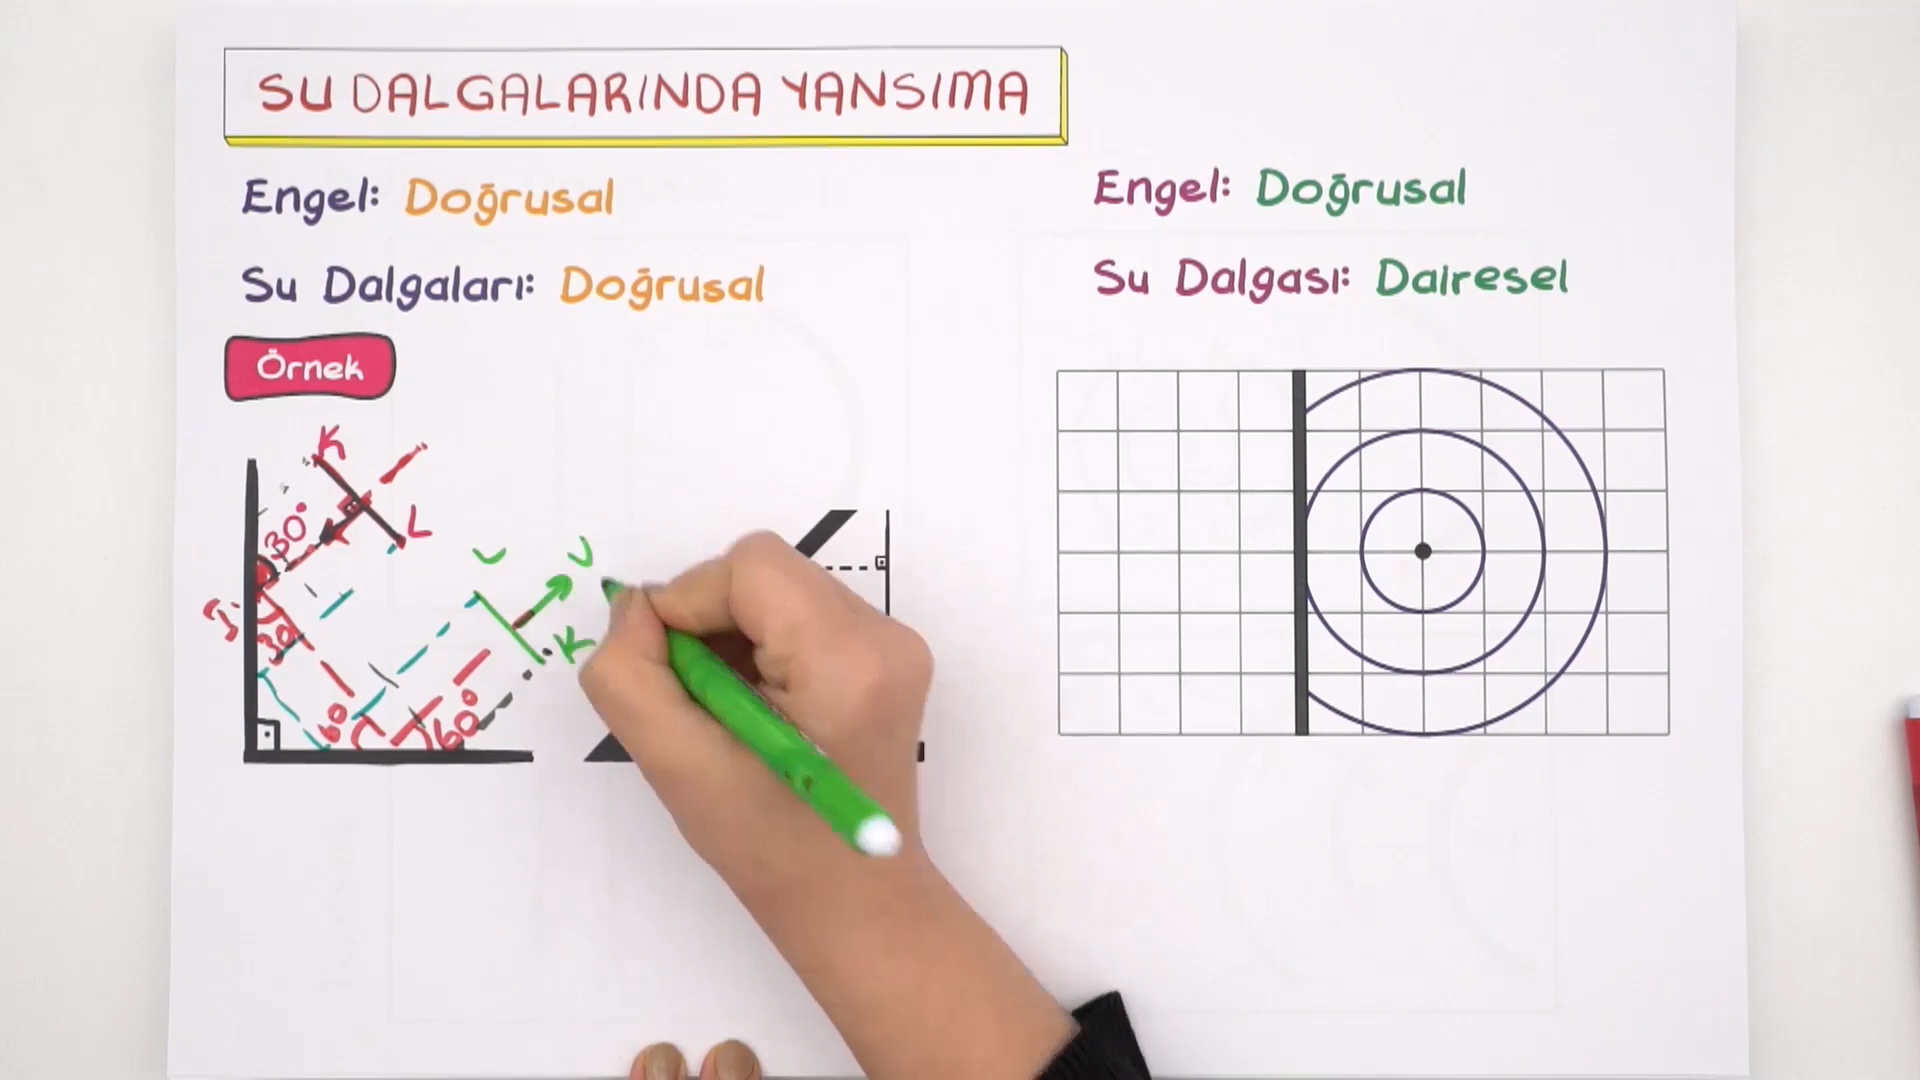 SU DALGALARINDA YANSIMA
Engel: Doğrusal
Su Dalgaları: Doğrusal
Örnek
K
L
30°
30
60
60°
K
Engel: Doğrusal
Su Dalgası: Dairesel